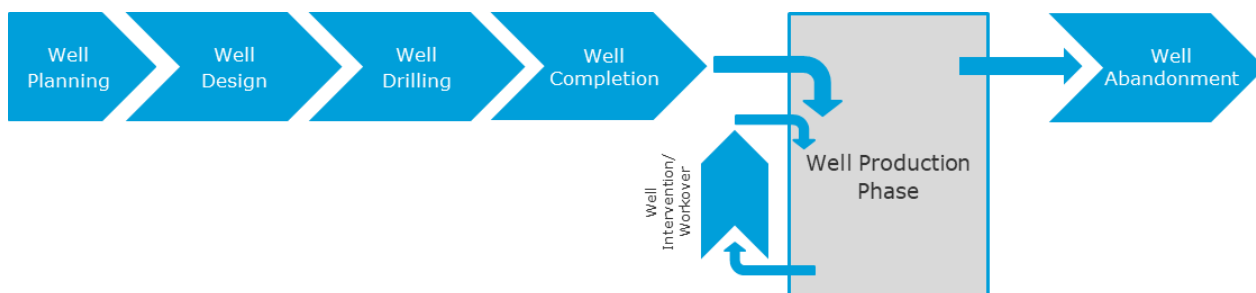 Well
Planning
Well
Design
Well
Drilling
Well
Completion
Well
Intervention/
Workover
Well Production
Phase
Well
Abandonment